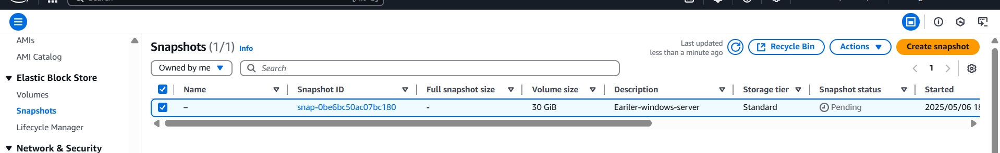 AMIs
AMI Catalog
Elastic Block Store
Volumes
Snapshots
Lifecycle Manager
Network & Security
Snapshots (1/1) Info
Last updated
less than a minute ago
Recycle Bin
Actions
Create snapshot
Owned by me
Search
1
Name Snapshot ID Full snapshot size Volume size Description Storage tier Snapshot status Started
– snap-0be6bc50ac07bc180 - 30 GiB Eariler-windows-server Standard Pending 2025/05/06 18